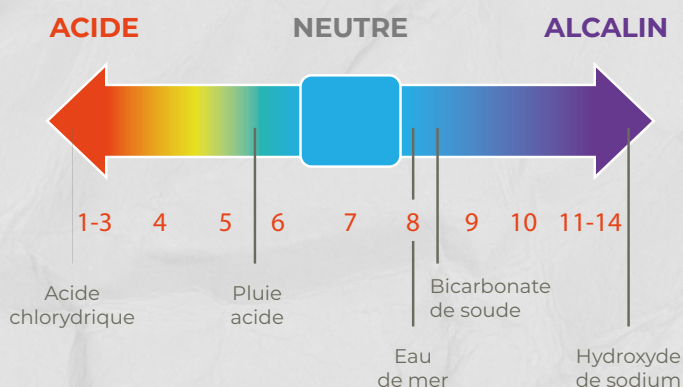 ACIDE NEUTRE ALCALIN
1-3 4 5 6 7 8 9 10 11-14
Acide
chlorydrique
Pluie
acide
Bicarbonate
de soude
Eau
de mer
Hydroxyde
de sodium